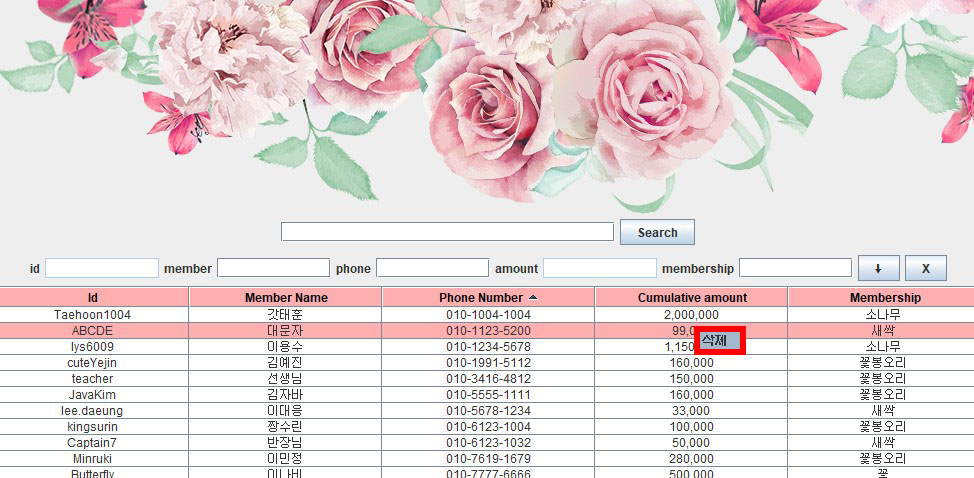 Search
id member phone amount membership ↓ X
Id Member Name Phone Number Cumulative amount Membership
Taehoon1004 갓태훈 010-1004-1004 2,000,000 소나무
ABCDE 대문자 010-1123-5200 99,0 새싹
삭제
lys6009 이용수 010-1234-5678 1,150 소나무
cuteYejin 김예진 010-1991-5112 160,000 꽃봉오리
teacher 선생님 010-3416-4812 150,000 꽃봉오리
JavaKim 김자바 010-5555-1111 160,000 꽃봉오리
lee.daeung 이대웅 010-5678-1234 33,000 새싹
kingsurin 짱수린 010-6123-1004 100,000 꽃봉오리
Captain7 반장님 010-6123-1032 50,000 새싹
Minruki 이민정 010-7619-1679 280,000 꽃봉오리
Butterfly 이나비 010-7777-6666 500,000 꽃